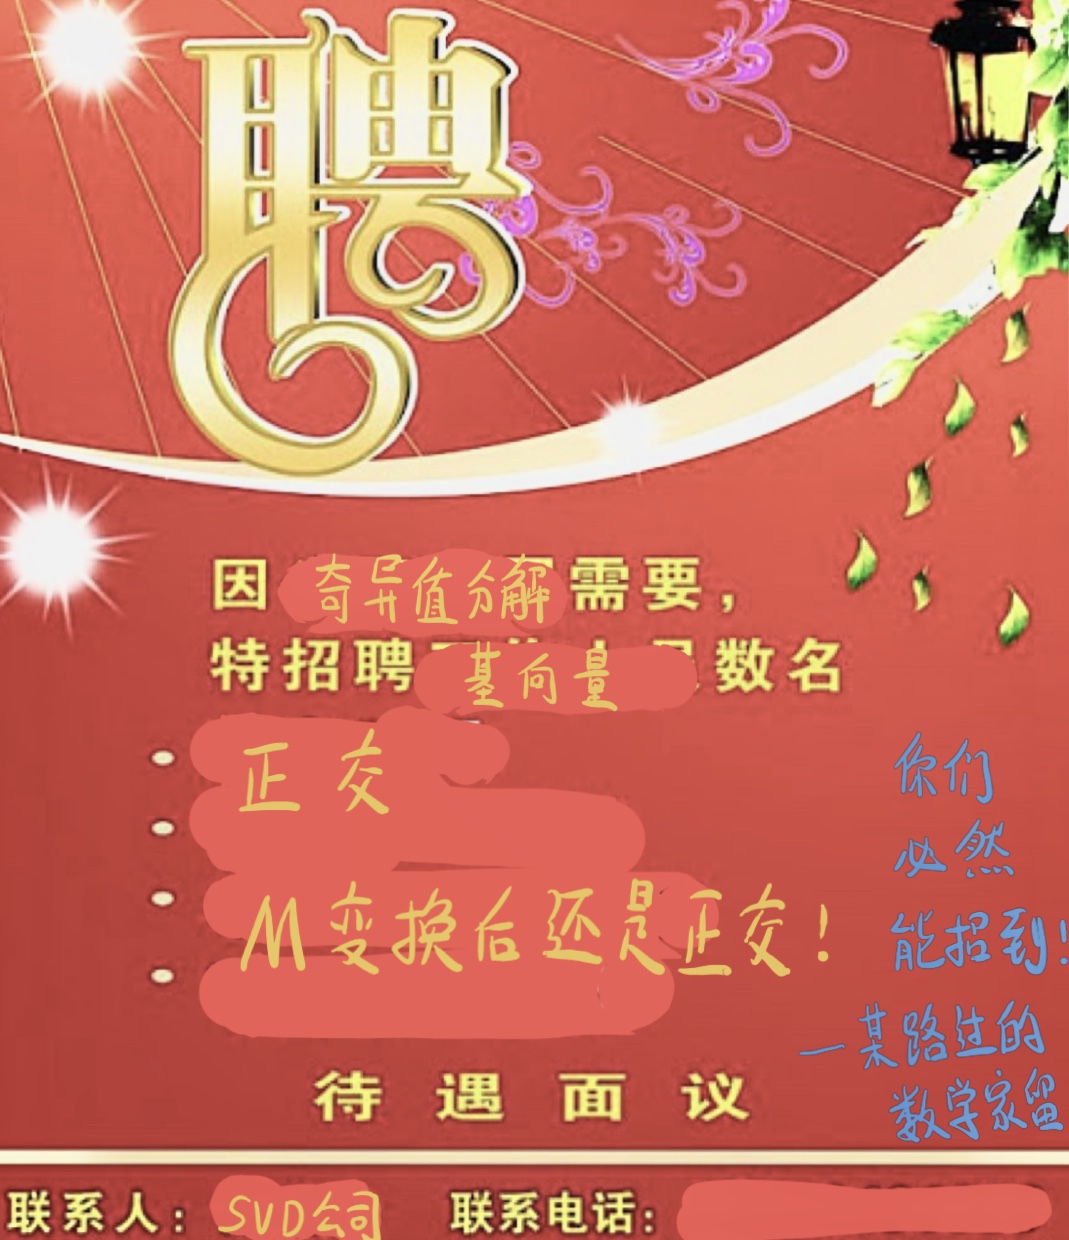 聘
因奇异值分解需要，
特招聘基向量数名
正交
M变换后还是正交！
你们
必然
能招到！
一某路过的
数学家留
待遇面议
联系人：SVD公司 联系电话：